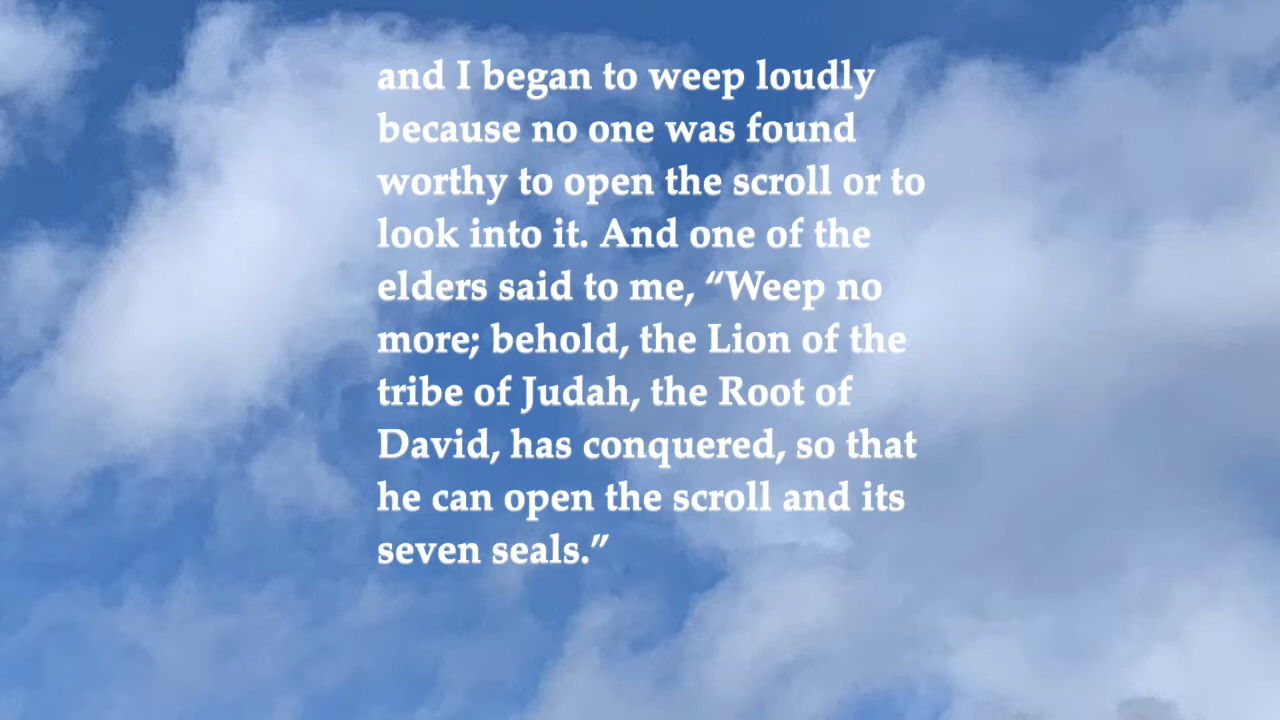 and I began to weep loudly
because no one was found
worthy to open the scroll or to
look into it. And one of the
elders said to me, “Weep no
more; behold, the Lion of the
tribe of Judah, the Root of
David, has conquered, so that
he can open the scroll and its
seven seals.”